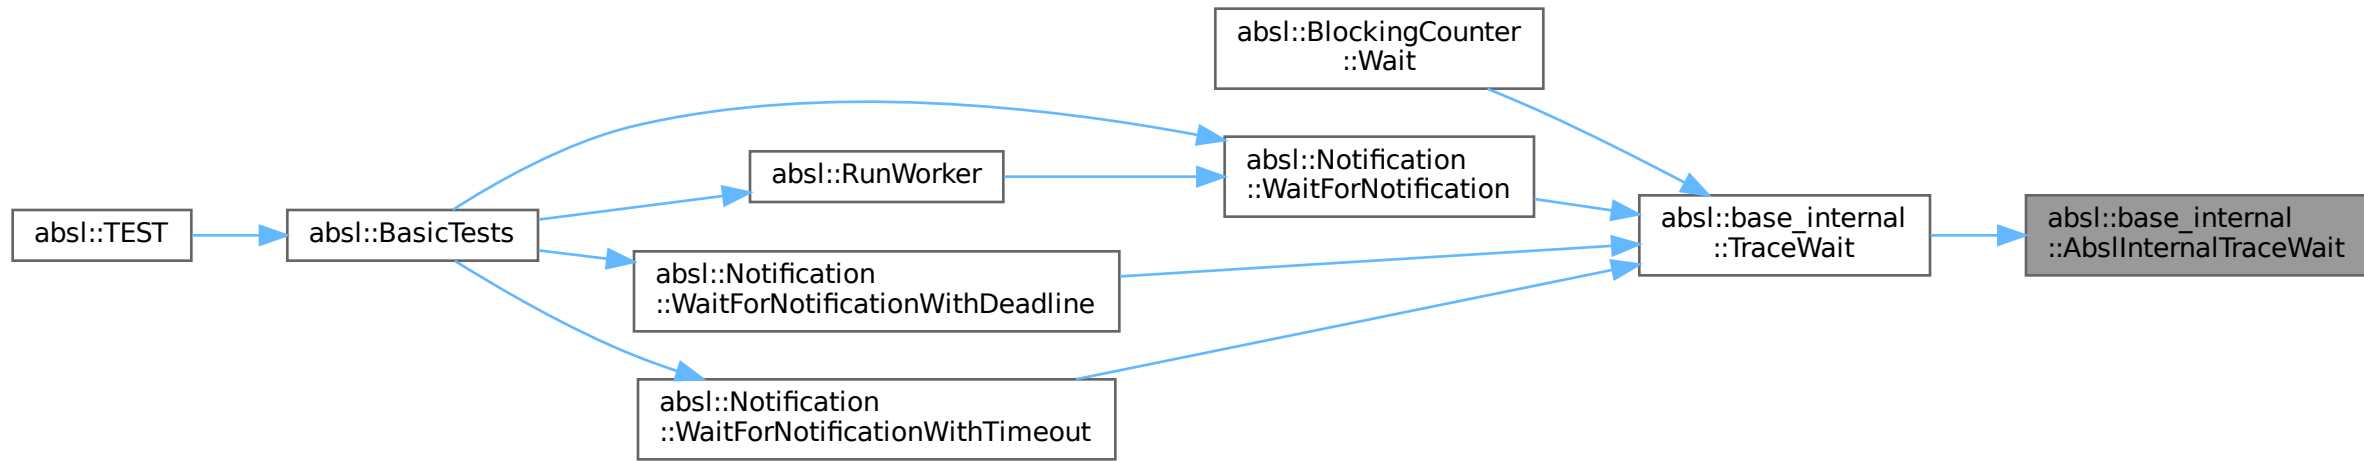 absl::BlockingCounter
::Wait
absl::Notification
::WaitForNotification
absl::RunWorker
absl::TEST
absl::BasicTests
absl::base_internal
::TraceWait
absl::base_internal
::AbslInternalTraceWait
absl::Notification
::WaitForNotificationWithDeadline
absl::Notification
::WaitForNotificationWithTimeout